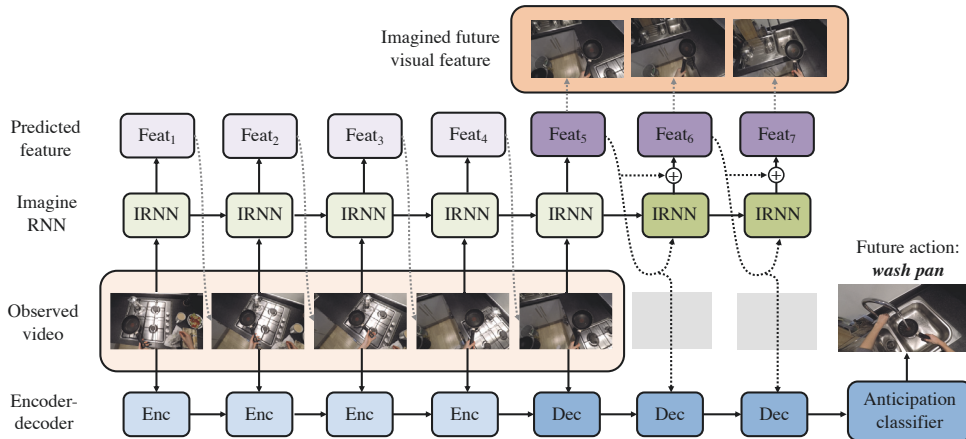 Imagined future
visual feature
Predicted
feature
Feat₁
Feat₂
Feat₃
Feat₄
Feat₅
Feat₆
Feat₇
+
+
Imagine
RNN
IRNN
IRNN
IRNN
IRNN
IRNN
IRNN
IRNN
Future action:
wash pan
Observed
video
Encoder-
decoder
Enc
Enc
Enc
Enc
Dec
Dec
Dec
Anticipation
classifier